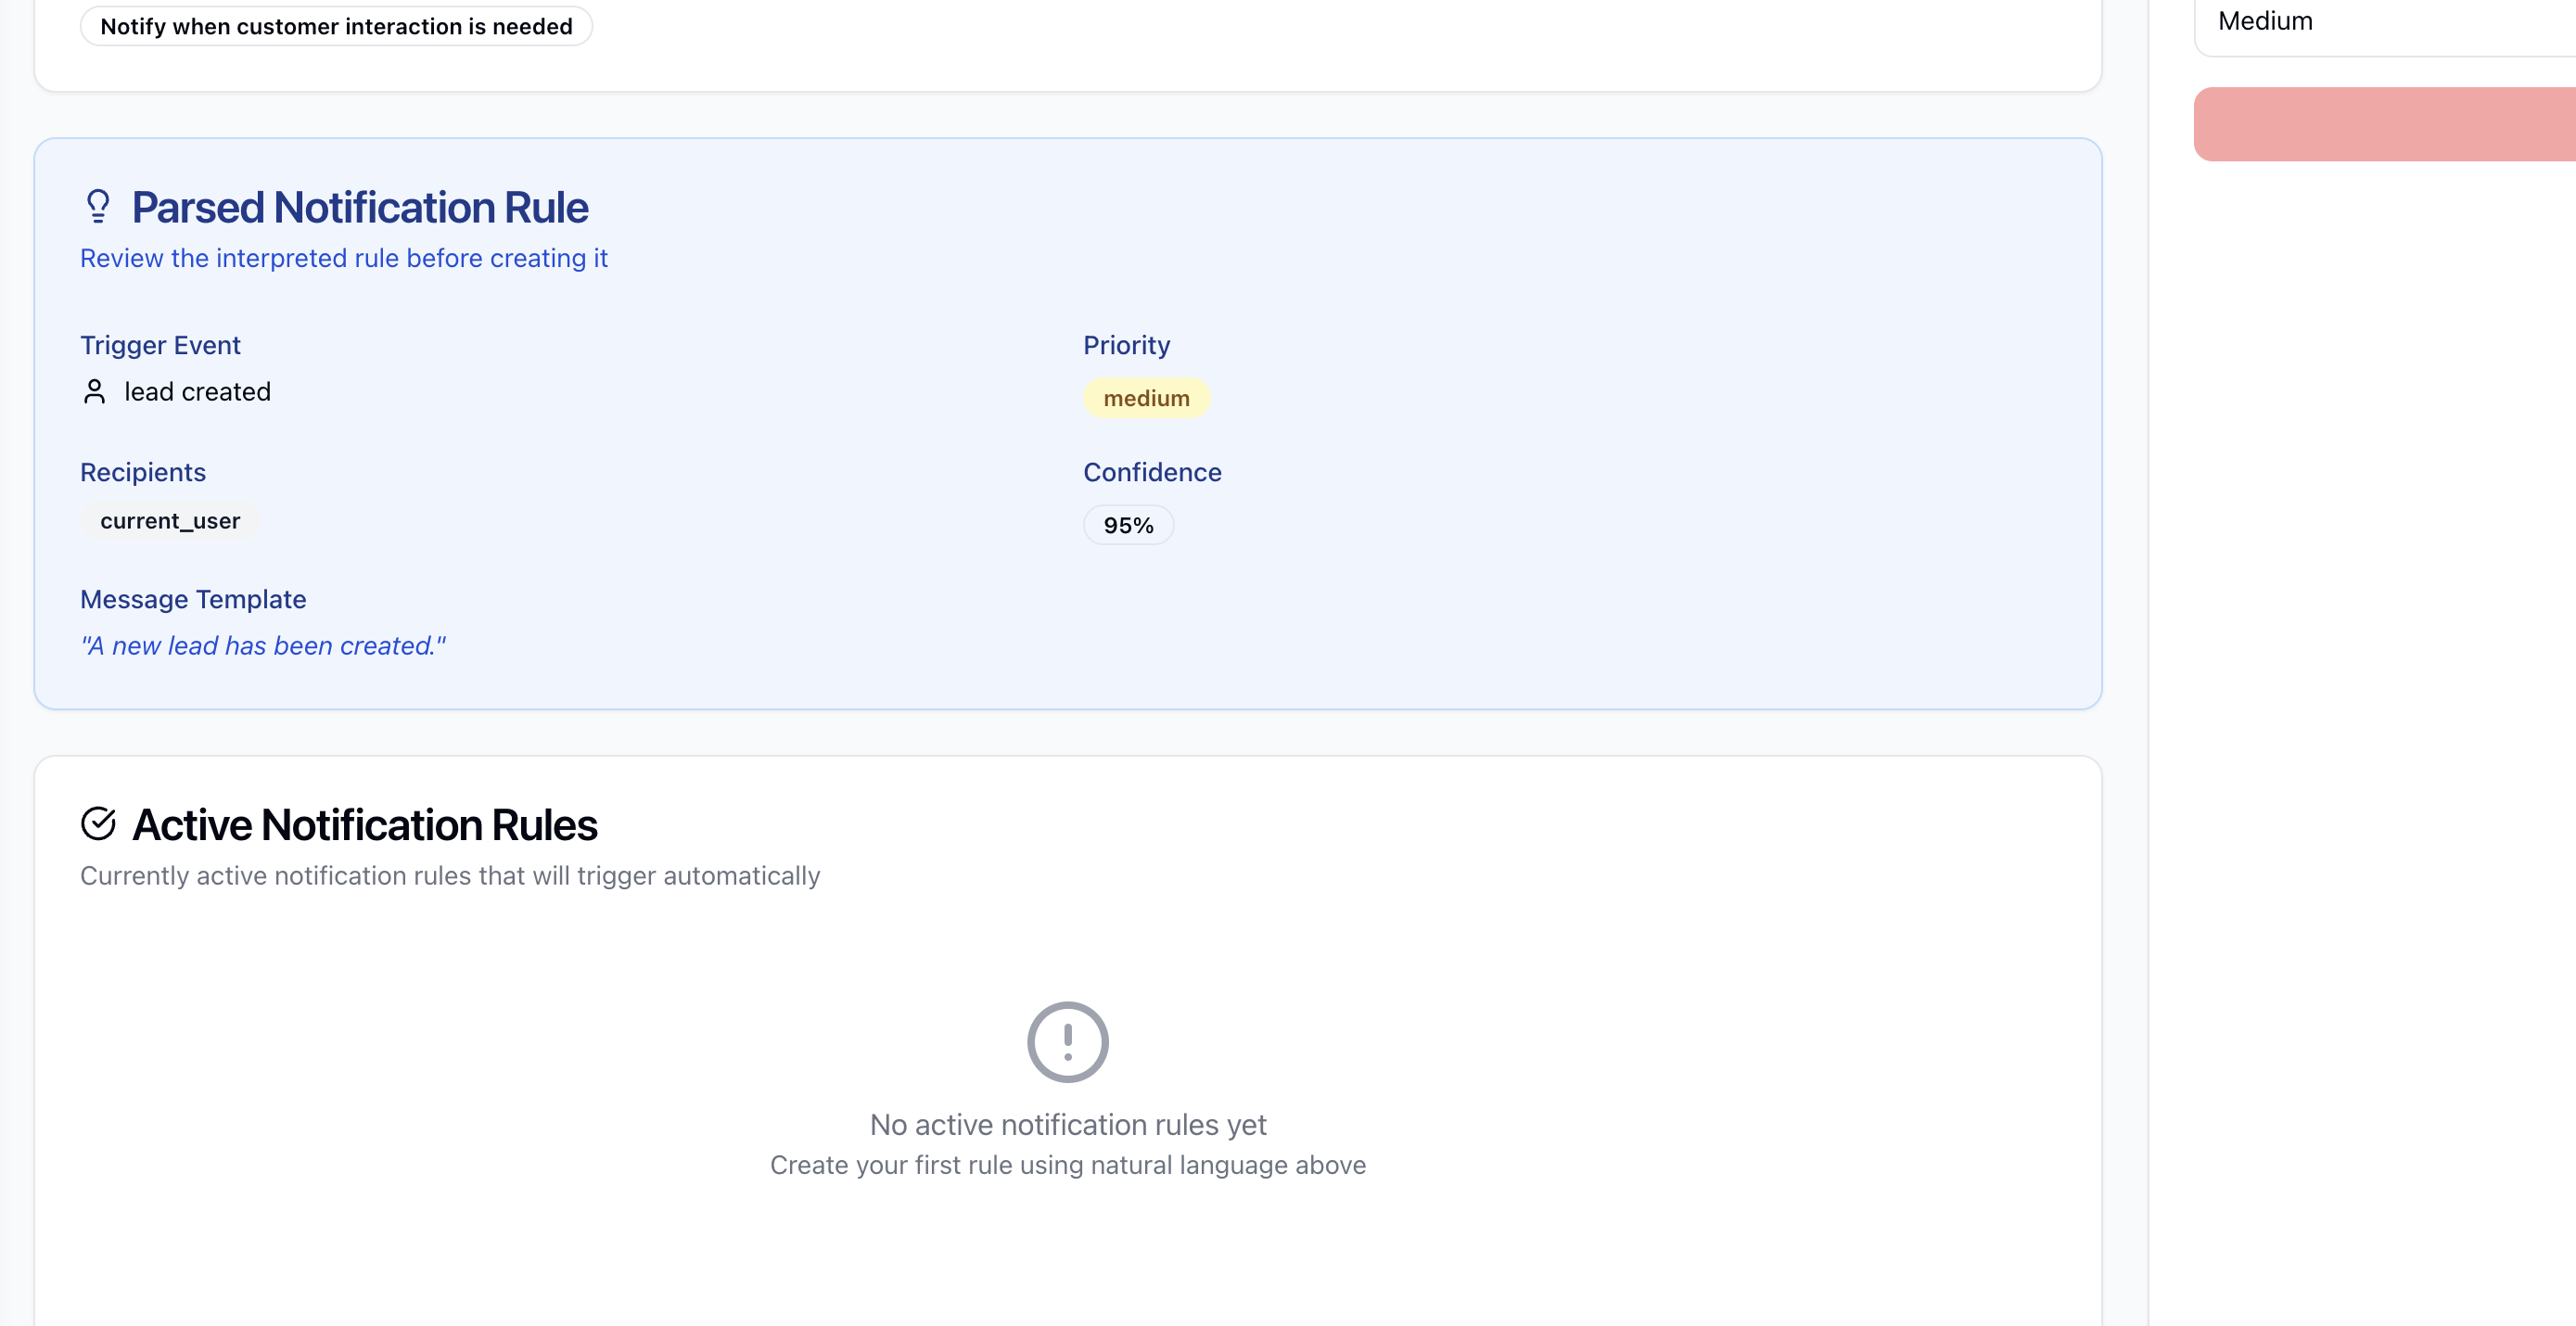 Notify when customer interaction is needed
Medium
Parsed Notification Rule
Review the interpreted rule before creating it
Trigger Event
lead created
Priority
medium
Recipients
current_user
Confidence
95%
Message Template
"A new lead has been created."
Active Notification Rules
Currently active notification rules that will trigger automatically
No active notification rules yet
Create your first rule using natural language above